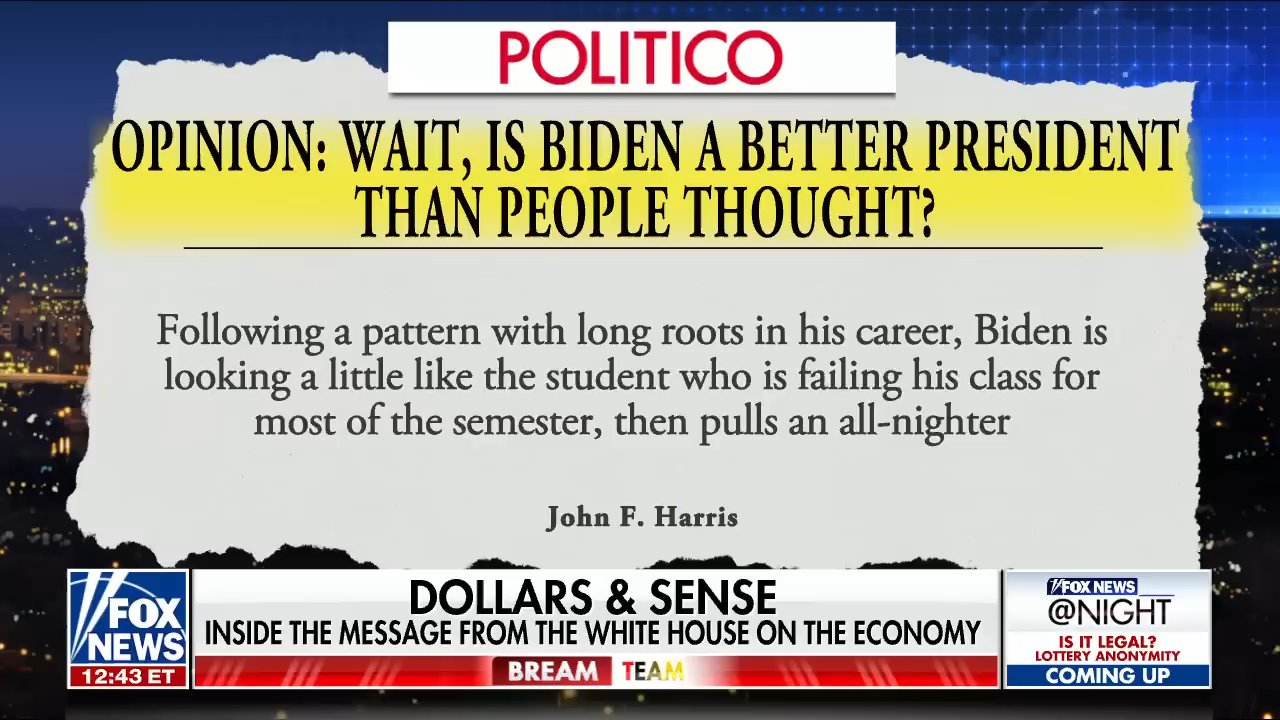 POLITICO
OPINION: WAIT, IS BIDEN A BETTER PRESIDENT
THAN PEOPLE THOUGHT?
Following a pattern with long roots in his career, Biden is
looking a little like the student who is failing his class for
most of the semester, then pulls an all-nighter
John F. Harris
FOX
NEWS
12:43 ET
DOLLARS & SENSE
INSIDE THE MESSAGE FROM THE WHITE HOUSE ON THE ECONOMY
BREAM TEAM
FOX NEWS
@NIGHT
IS IT LEGAL?
LOTTERY ANONYMITY
COMING UP